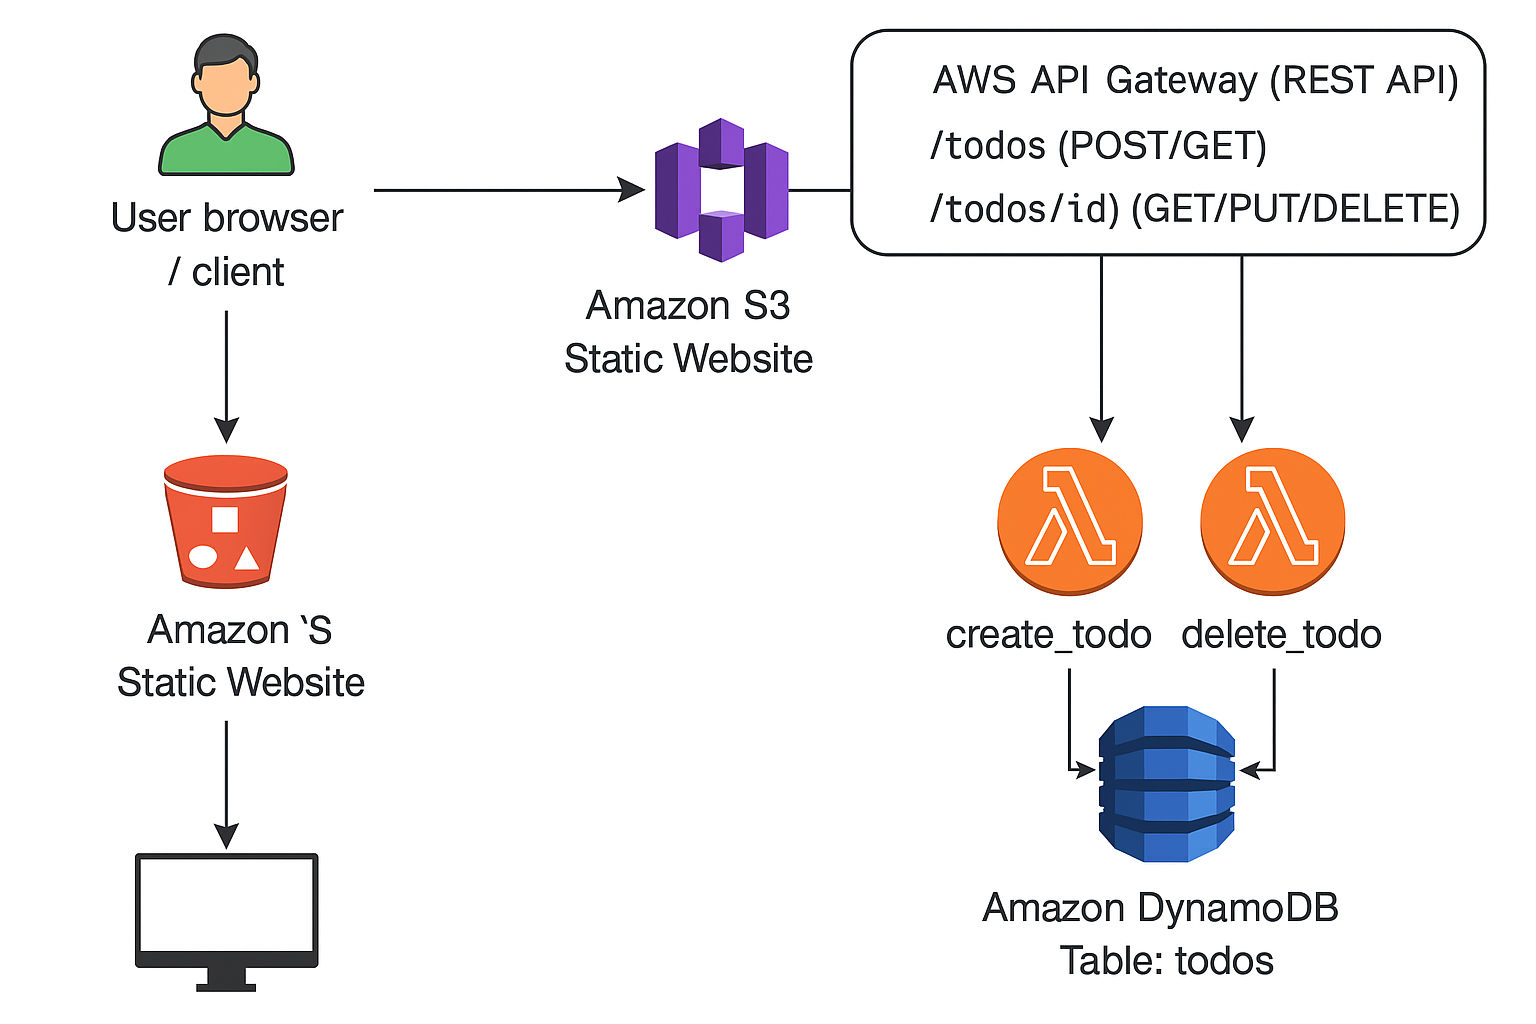 User browser
/ client
Amazon S3
Static Website
AWS API Gateway (REST API)
/todos (POST/GET)
/todos/id) (GET/PUT/DELETE)
Amazon ‵S
Static Website
create_todo
delete_todo
Amazon DynamoDB
Table: todos